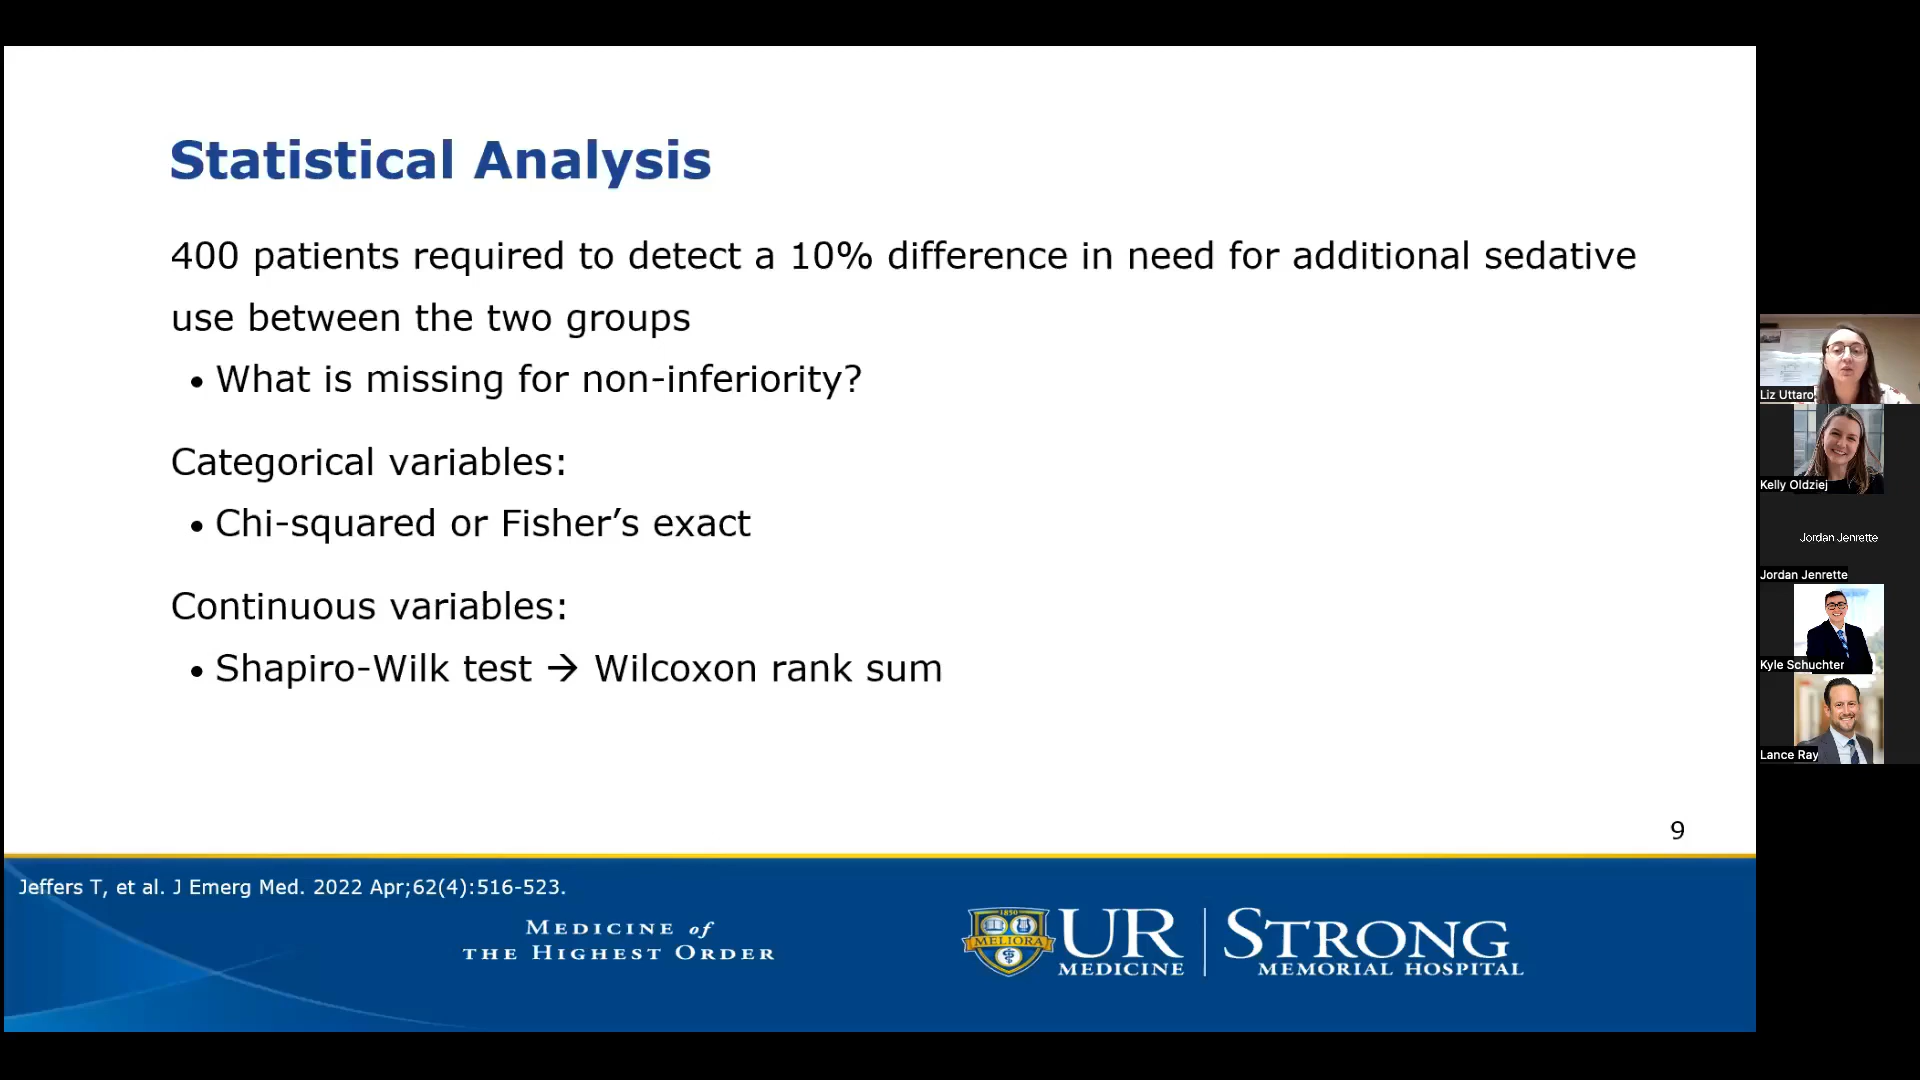 Statistical Analysis
400 patients required to detect a 10% difference in need for additional sedative
use between the two groups
• What is missing for non-inferiority?
Categorical variables:
• Chi-squared or Fisher’s exact
Continuous variables:
• Shapiro-Wilk test → Wilcoxon rank sum
9
Jeffers T, et al. J Emerg Med. 2022 Apr;62(4):516-523.
MEDICINE of
THE HIGHEST ORDER
1850
MELIORA
UR
MEDICINE
STRONG
MEMORIAL HOSPITAL
Liz Uttaro
Kelly Oldziej
Jordan Jenrette
Jordan Jenrette
Kyle Schuchter
Lance Ray